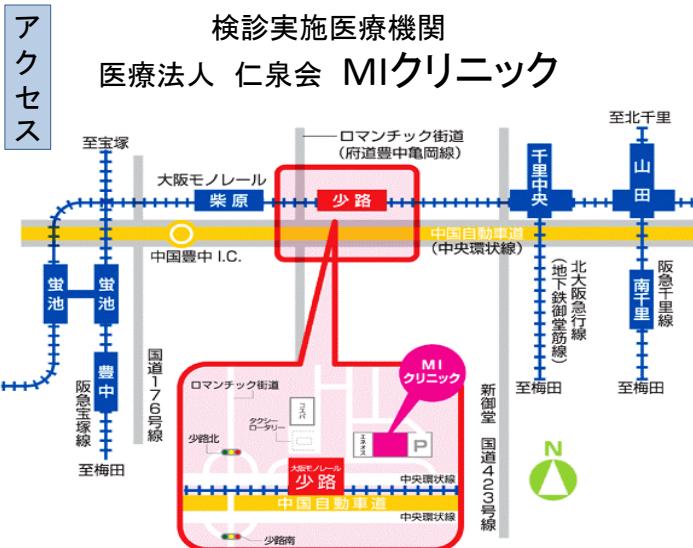 アクセス
検診実施医療機関
医療法人 仁泉会 MIクリニック
至宝塚
ロマンチック街道
(府道豊中亀岡線)
至北千里
大阪モノレール
柴原
少路
千里中央
山田
中国自動車道
(中央環状線)
中国豊中 I.C.
蛍池
蛍池
豊中
阪急宝塚線
至梅田
国道176号線
北大阪急行線
(地下鉄御堂筋線)
至梅田
南千里
阪急千里線
至梅田
新御堂 国道423号線
N
MI
クリニック
ロマンチック街道
コスパ
タクシー
ロータリー
エネオス
P
少路北
大阪モノレール
少路
中央環状線
中国自動車道
中央環状線
少路南